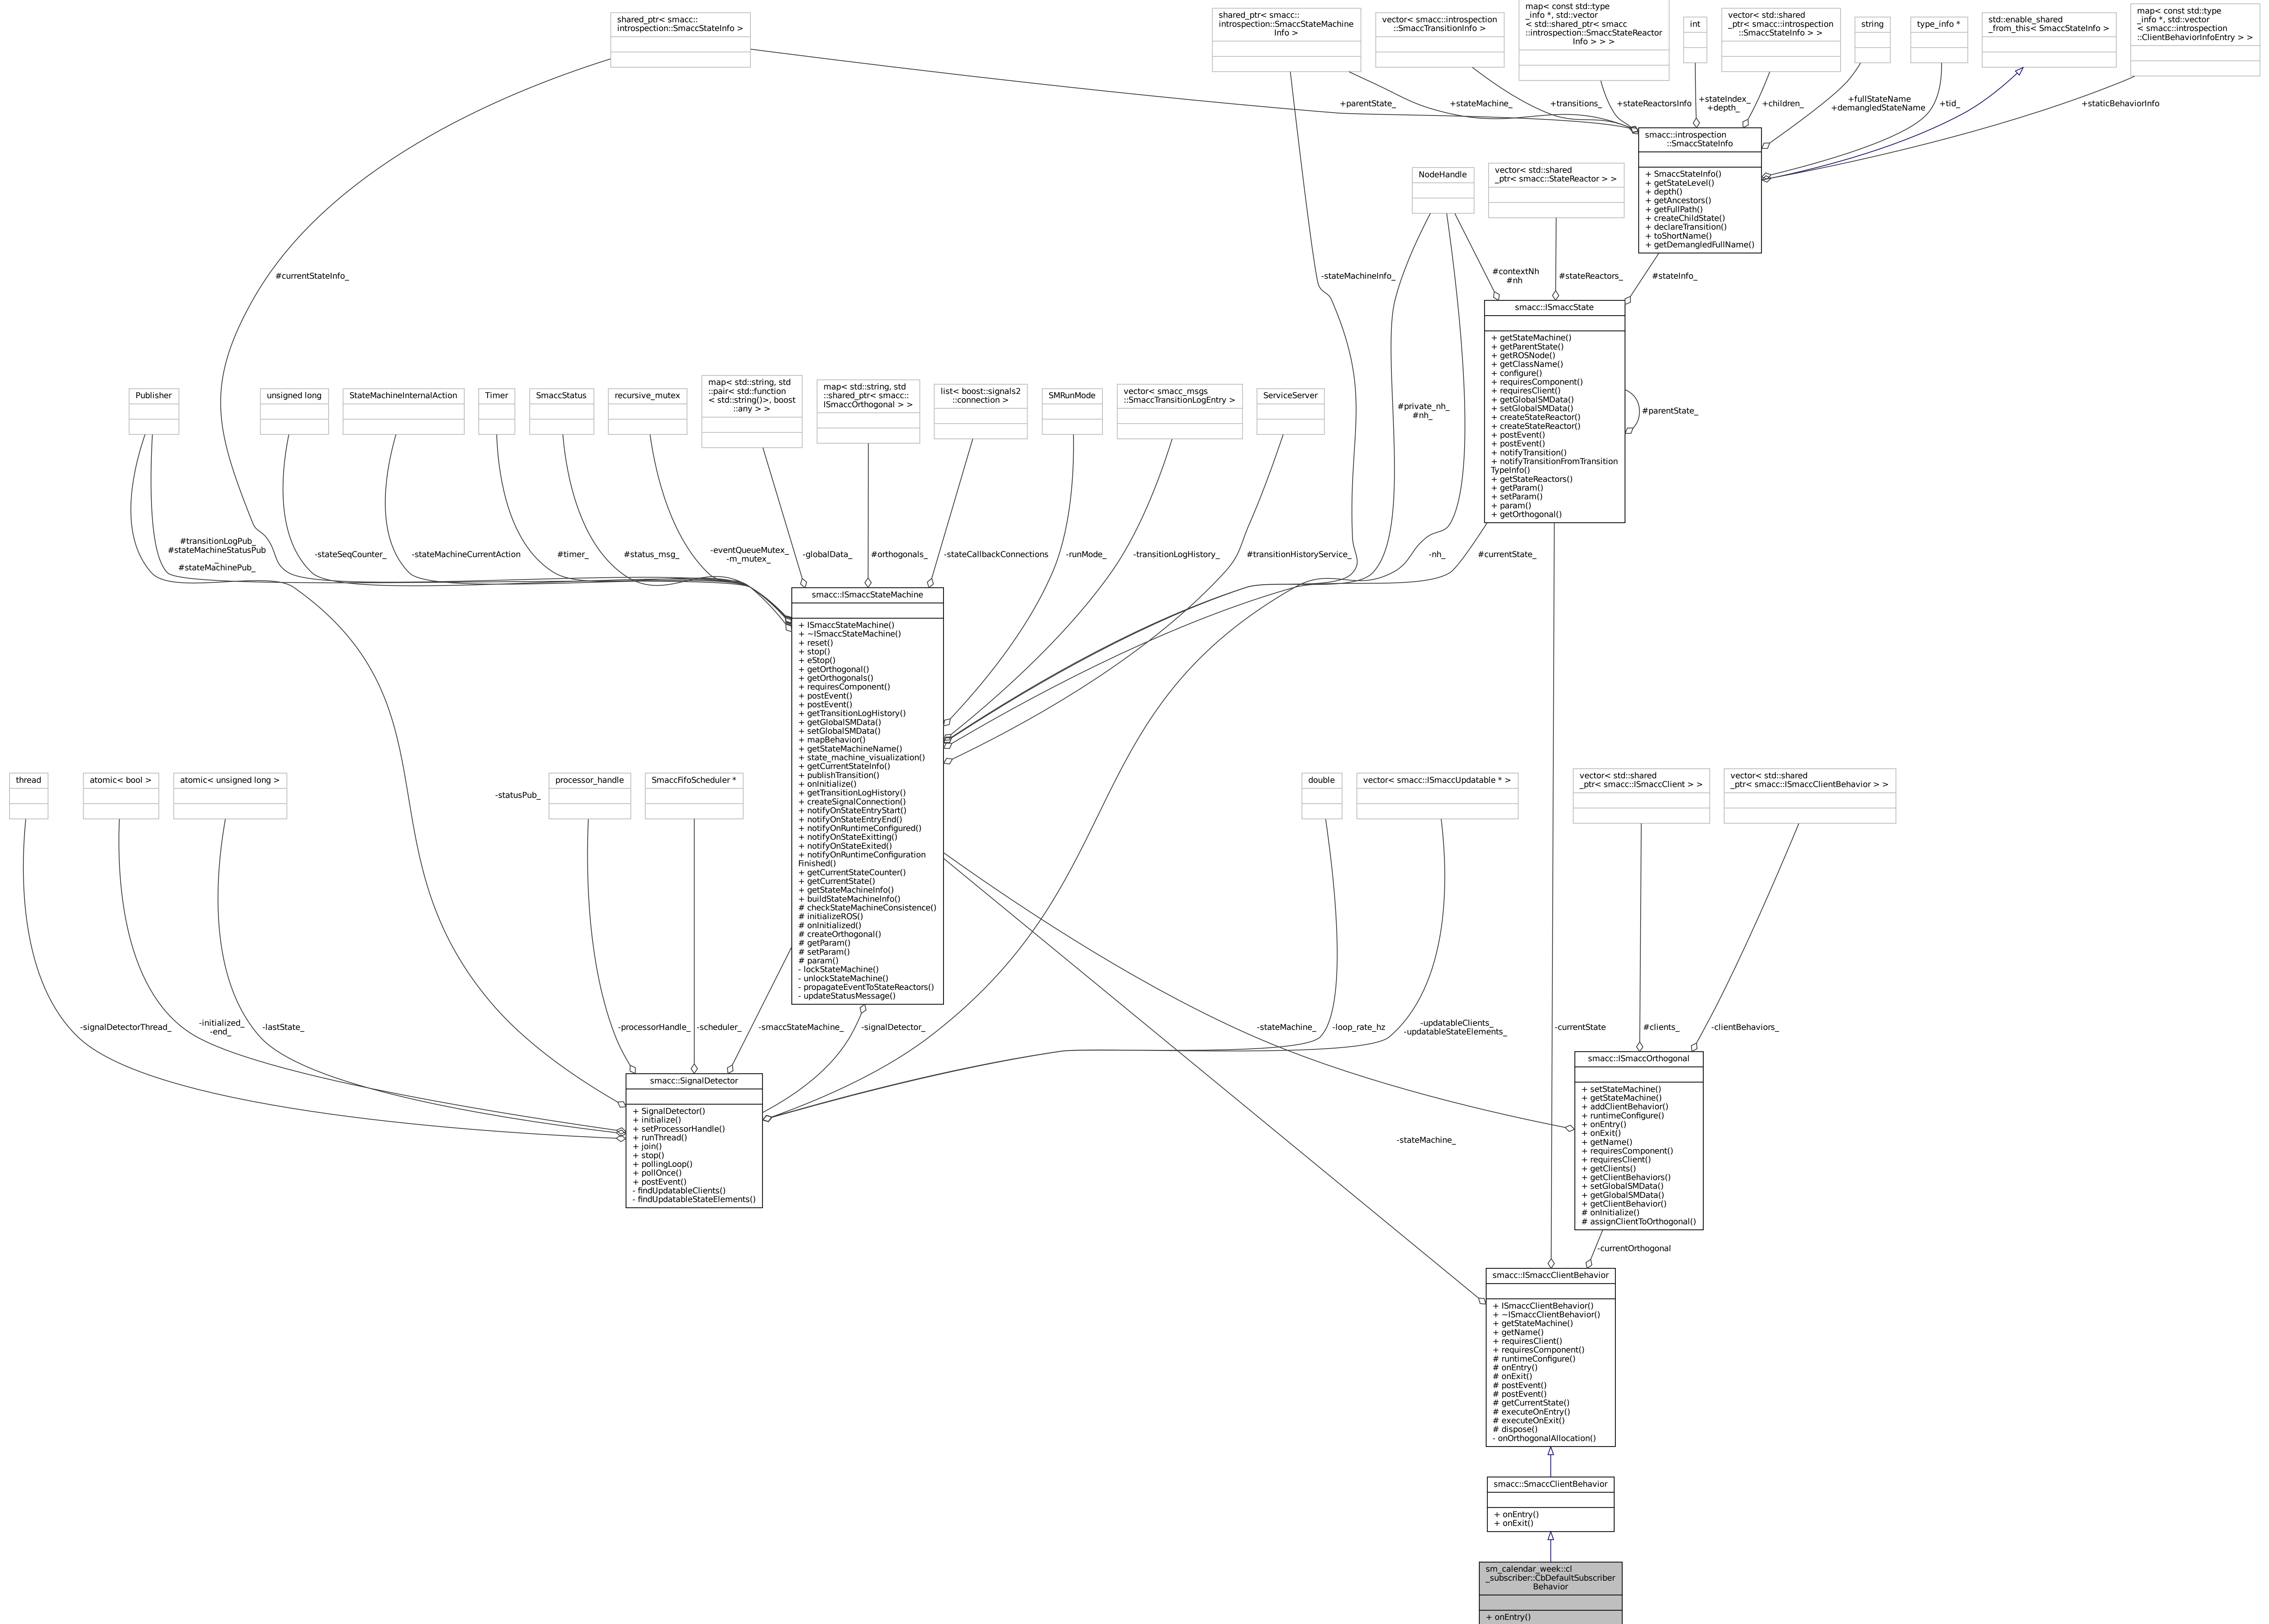 shared_ptr< smacc::
introspection::SmaccStateInfo >
shared_ptr< smacc::
introspection::SmaccStateMachine
Info >
vector< smacc::introspection
::SmaccTransitionInfo >
map< const std::type
_info *, std::vector
< std::shared_ptr< smacc
::introspection::SmaccStateReactor
Info > > >
int
vector< std::shared
_ptr< smacc::introspection
::SmaccStateInfo > >
string
type_info *
std::enable_shared
_from_this< SmaccStateInfo >
map< const std::type
_info *, std::vector
< smacc::introspection
::ClientBehaviorInfoEntry > >
+parentState_
+stateMachine_
+transitions_
+stateReactorsInfo
+stateIndex_
+depth_
+children_
+fullStateName
+demangledStateName
+tid_
+staticBehaviorInfo
smacc::introspection
::SmaccStateInfo
+ SmaccStateInfo()
+ getStateLevel()
+ depth()
+ getAncestors()
+ getFullPath()
+ createChildState()
+ declareTransition()
+ toShortName()
+ getDemangledFullName()
NodeHandle
vector< std::shared
_ptr< smacc::StateReactor > >
#currentStateInfo_
-stateMachineInfo_
#contextNh
#nh
#stateReactors_
#stateInfo_
smacc::ISmaccState
+ getStateMachine()
+ getParentState()
+ getROSNode()
+ getClassName()
+ configure()
+ requiresComponent()
+ requiresClient()
+ getGlobalSMData()
+ setGlobalSMData()
+ createStateReactor()
+ createStateReactor()
+ postEvent()
+ postEvent()
+ notifyTransition()
+ notifyTransitionFromTransition
TypeInfo()
+ getStateReactors()
+ getParam()
+ setParam()
+ param()
+ getOrthogonal()
#parentState_
#private_nh_
#nh_
Publisher
unsigned long
StateMachineInternalAction
Timer
SmaccStatus
recursive_mutex
map< std::string, std
::pair< std::function
< std::string()>, boost
::any > >
map< std::string, std
::shared_ptr< smacc::
ISmaccOrthogonal > >
list< boost::signals2
::connection >
SMRunMode
vector< smacc_msgs
::SmaccTransitionLogEntry >
ServiceServer
#transitionLogPub_
#stateMachineStatusPub
_
#stateMachinePub_
-stateSeqCounter_
-stateMachineCurrentAction
#timer_
#status_msg_
-eventQueueMutex_
-m_mutex_
-globalData_
#orthogonals_
-stateCallbackConnections
-runMode_
-transitionLogHistory_
#transitionHistoryService_
-nh_
#currentState_
smacc::ISmaccStateMachine
+ ISmaccStateMachine()
+ ~ISmaccStateMachine()
+ reset()
+ stop()
+ eStop()
+ getOrthogonal()
+ getOrthogonals()
+ requiresComponent()
+ postEvent()
+ postEvent()
+ getTransitionLogHistory()
+ getGlobalSMData()
+ setGlobalSMData()
+ mapBehavior()
+ getStateMachineName()
+ state_machine_visualization()
+ getCurrentStateInfo()
+ publishTransition()
+ onInitialize()
+ getTransitionLogHistory()
+ createSignalConnection()
+ notifyOnStateEntryStart()
+ notifyOnStateEntryEnd()
+ notifyOnRuntimeConfigured()
+ notifyOnStateExitting()
+ notifyOnStateExited()
+ notifyOnRuntimeConfiguration
Finished()
+ getCurrentStateCounter()
+ getCurrentState()
+ getStateMachineInfo()
+ buildStateMachineInfo()
# checkStateMachineConsistence()
# initializeROS()
# onInitialized()
# createOrthogonal()
# getParam()
# setParam()
# param()
- lockStateMachine()
- unlockStateMachine()
- propagateEventToStateReactors()
- updateStatusMessage()
thread
atomic< bool >
atomic< unsigned long >
-statusPub_
processor_handle
SmaccFifoScheduler *
double
vector< smacc::ISmaccUpdatable * >
vector< std::shared
_ptr< smacc::ISmaccClient > >
vector< std::shared
_ptr< smacc::ISmaccClientBehavior > >
-signalDetectorThread_
-initialized_
-end_
-lastState_
-processorHandle_
-scheduler_
-smaccStateMachine_
-signalDetector_
-stateMachine_
-loop_rate_hz
-updatableClients_
-updatableStateElements_
-currentState
#clients_
-clientBehaviors_
smacc::SignalDetector
+ SignalDetector()
+ initialize()
+ setProcessorHandle()
+ runThread()
+ join()
+ stop()
+ pollingLoop()
+ pollOnce()
+ postEvent()
- findUpdatableClients()
- findUpdatableStateElements()
smacc::ISmaccOrthogonal
+ setStateMachine()
+ getStateMachine()
+ addClientBehavior()
+ runtimeConfigure()
+ onEntry()
+ onExit()
+ getName()
+ requiresComponent()
+ requiresClient()
+ getClients()
+ getClientBehaviors()
+ setGlobalSMData()
+ getGlobalSMData()
+ getClientBehavior()
# onInitialize()
# assignClientToOrthogonal()
-stateMachine_
-currentOrthogonal
smacc::ISmaccClientBehavior
+ ISmaccClientBehavior()
+ ~ISmaccClientBehavior()
+ getStateMachine()
+ getName()
+ requiresClient()
+ requiresComponent()
# runtimeConfigure()
# onEntry()
# onExit()
# postEvent()
# postEvent()
# getCurrentState()
# executeOnEntry()
# executeOnExit()
# dispose()
- onOrthogonalAllocation()
smacc::SmaccClientBehavior
+ onEntry()
+ onExit()
sm_calendar_week::cl
_subscriber::CbDefaultSubscriber
Behavior
+ onEntry()